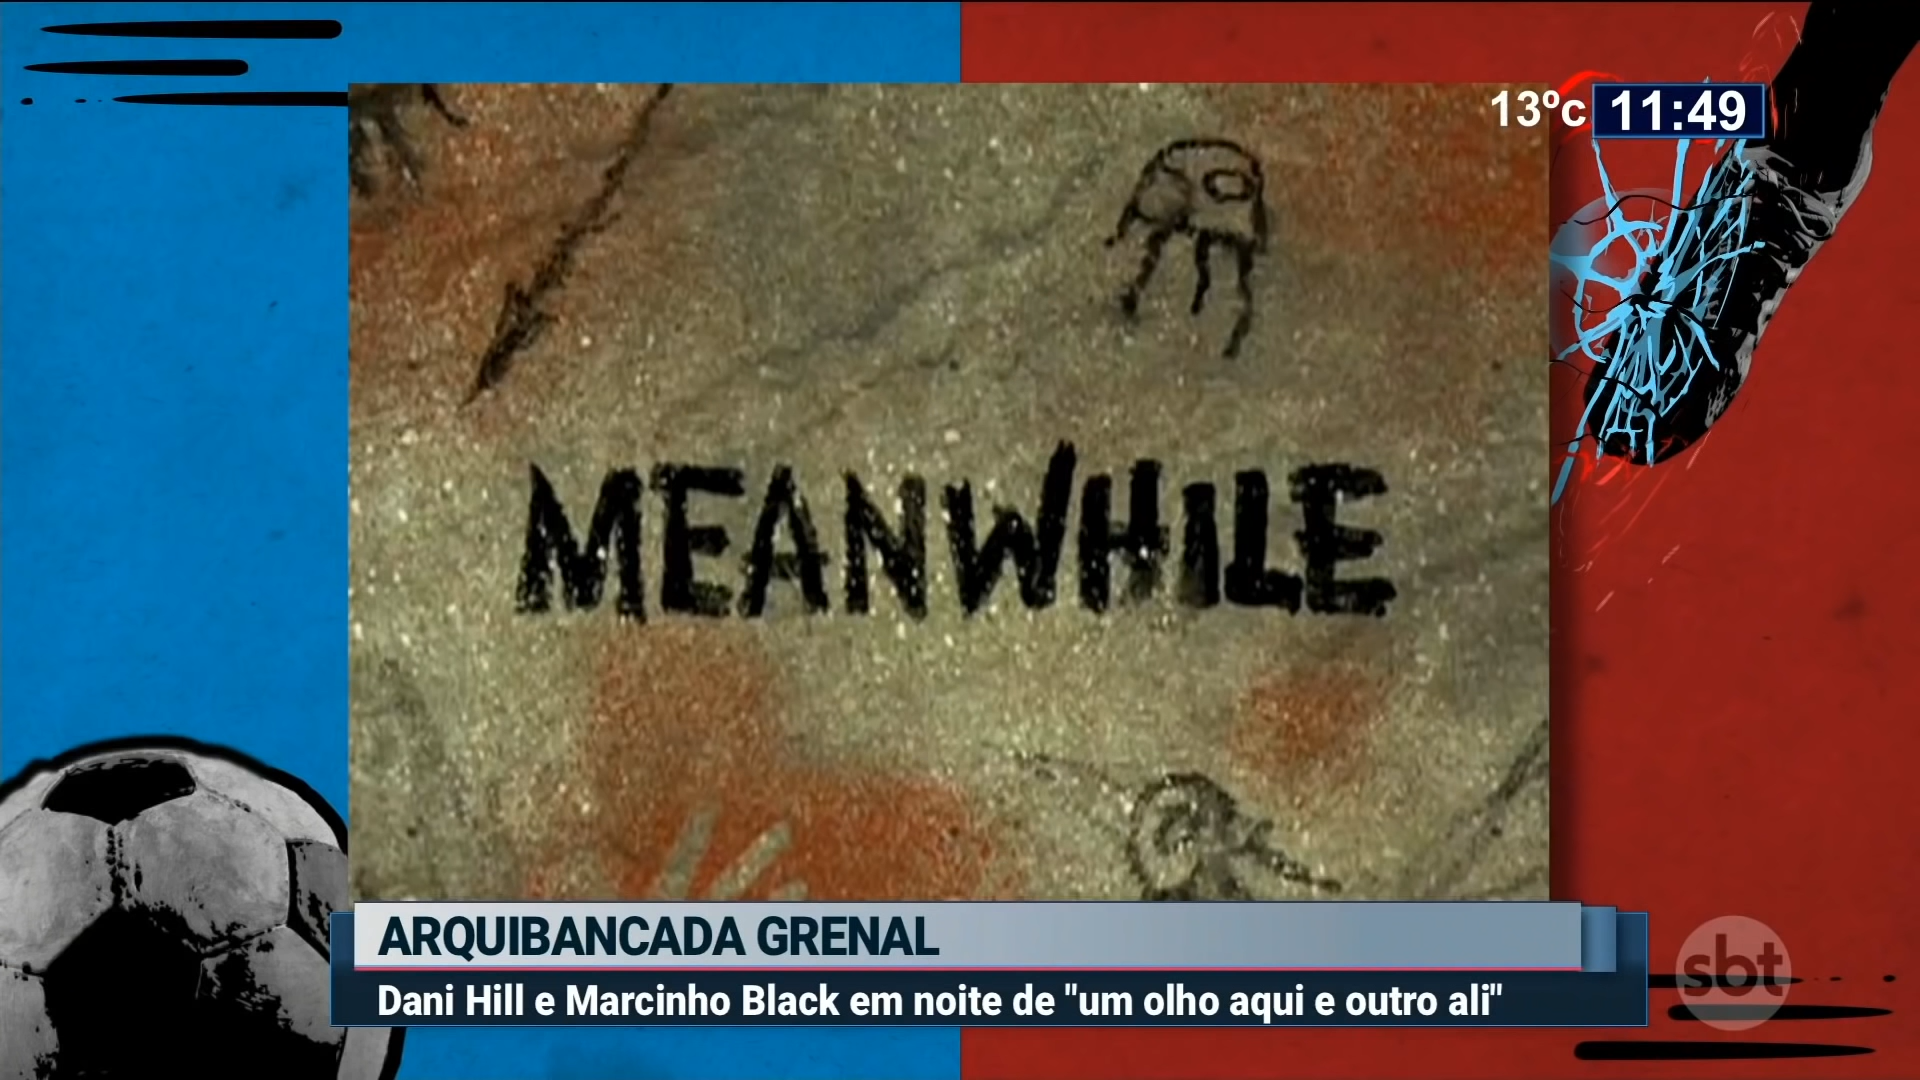 13ºc 11:49
MEANWHILE
ARQUIBANCADA GRENAL
Dani Hill e Marcinho Black em noite de "um olho aqui e outro ali"
sbt